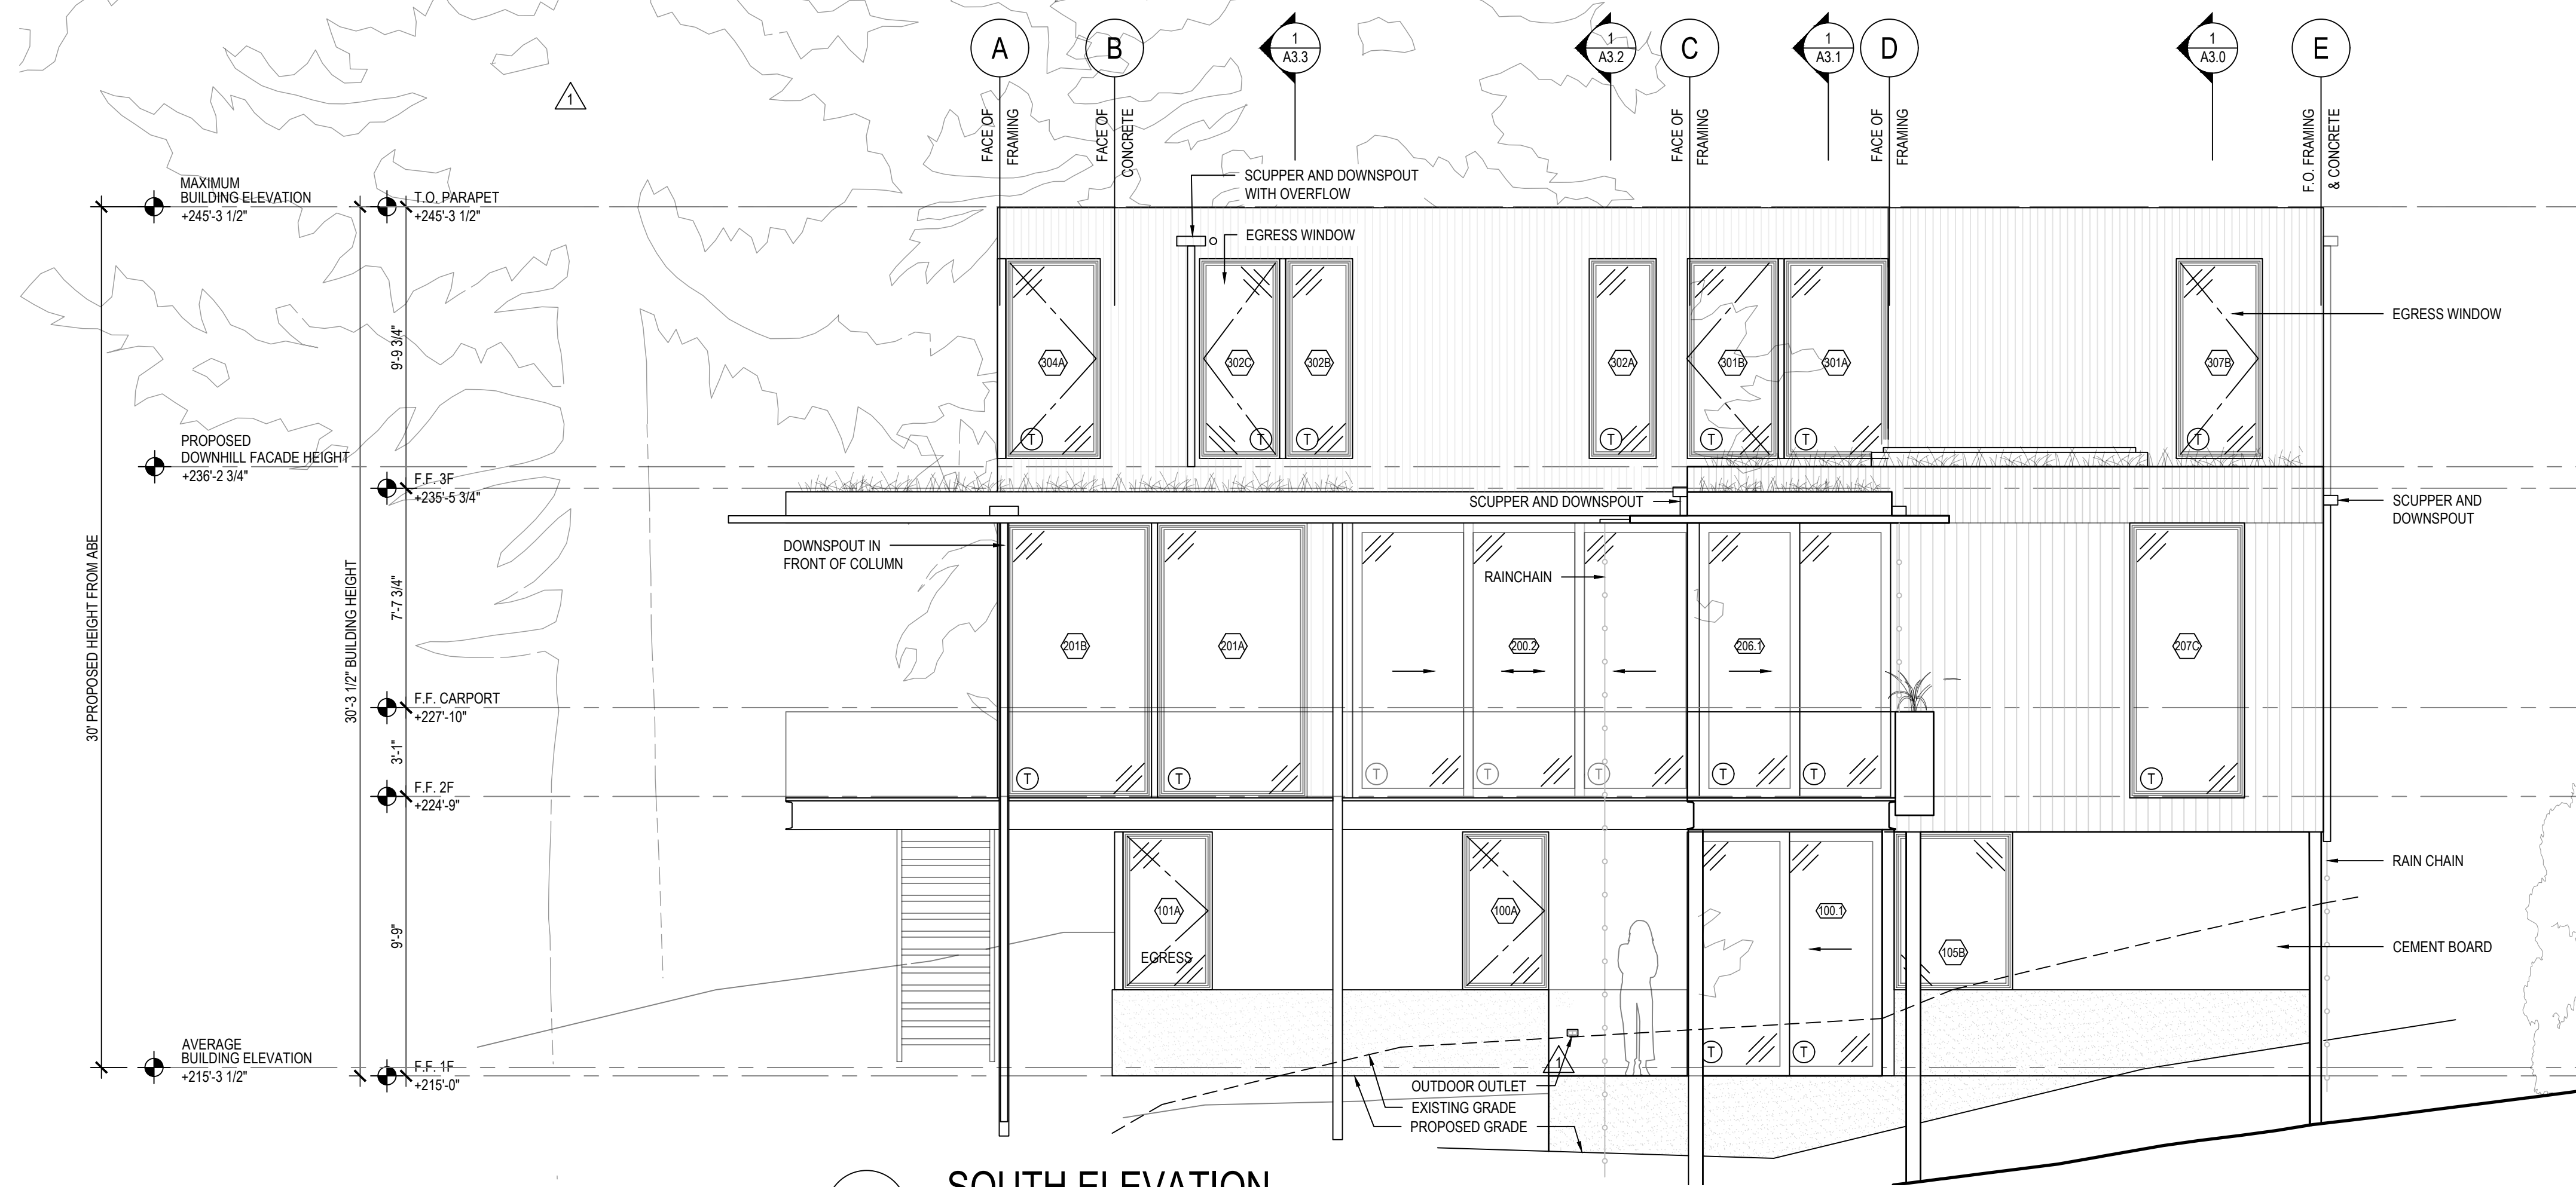 A
B
1
A3.3
1
A3.2
C
1
A3.1
D
1
A3.0
E
1
FACE OF
FRAMING
FACE OF
CONCRETE
FACE OF
FRAMING
FACE OF
FRAMING
F.O. FRAMING
& CONCRETE
MAXIMUM
BUILDING ELEVATION
+245'-3 1/2"
T.O. PARAPET
+245'-3 1/2"
SCUPPER AND DOWNSPOUT
WITH OVERFLOW
EGRESS WINDOW
EGRESS WINDOW
9'-9 3/4"
304A
302C
302B
302A
301B
301A
307B
T
T
T
T
T
T
T
PROPOSED
DOWNHILL FACADE HEIGHT
+236'-2 3/4"
F.F. 3F
+235'-5 3/4"
SCUPPER AND DOWNSPOUT
SCUPPER AND
DOWNSPOUT
DOWNSPOUT IN
FRONT OF COLUMN
RAINCHAIN
30' PROPOSED HEIGHT FROM ABE
30'-3 1/2" BUILDING HEIGHT
7'-7 3/4"
201B
201A
200.2
206.1
207C
F.F. CARPORT
+227'-10"
3'-1"
T
T
T
T
T
T
T
T
F.F. 2F
+224'-9"
RAIN CHAIN
9'-9"
101A
EGRESS
100A
100.1
105B
CEMENT BOARD
AVERAGE
BUILDING ELEVATION
+215'-3 1/2"
F.F. 1F
+215'-0"
T
T
1
OUTDOOR OUTLET
EXISTING GRADE
PROPOSED GRADE
SOUTH ELEVATION